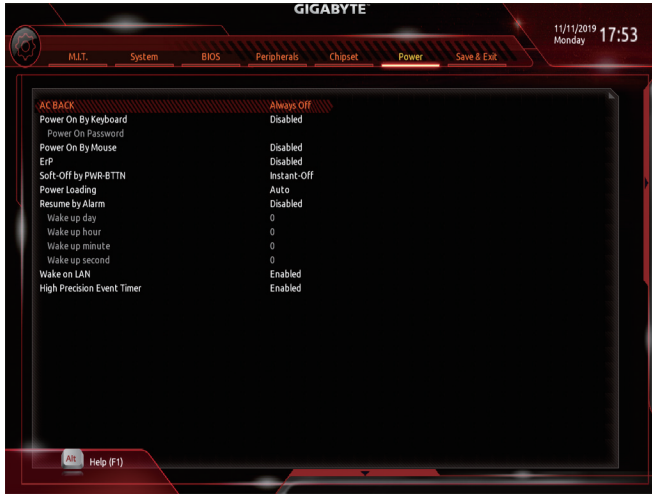 GIGABYTE™
11/11/2019 17:53
Monday
M.I.T. System BIOS Peripherals Chipset Power Save & Exit
AC BACK Always Off
Power On By Keyboard Disabled
Power On Password
Power On By Mouse Disabled
ErP Disabled
Soft-Off by PWR-BTTN Instant-Off
Power Loading Auto
Resume by Alarm Disabled
Wake up day 0
Wake up hour 0
Wake up minute 0
Wake up second 0
Wake on LAN Enabled
High Precision Event Timer Enabled
Alt Help (F1)